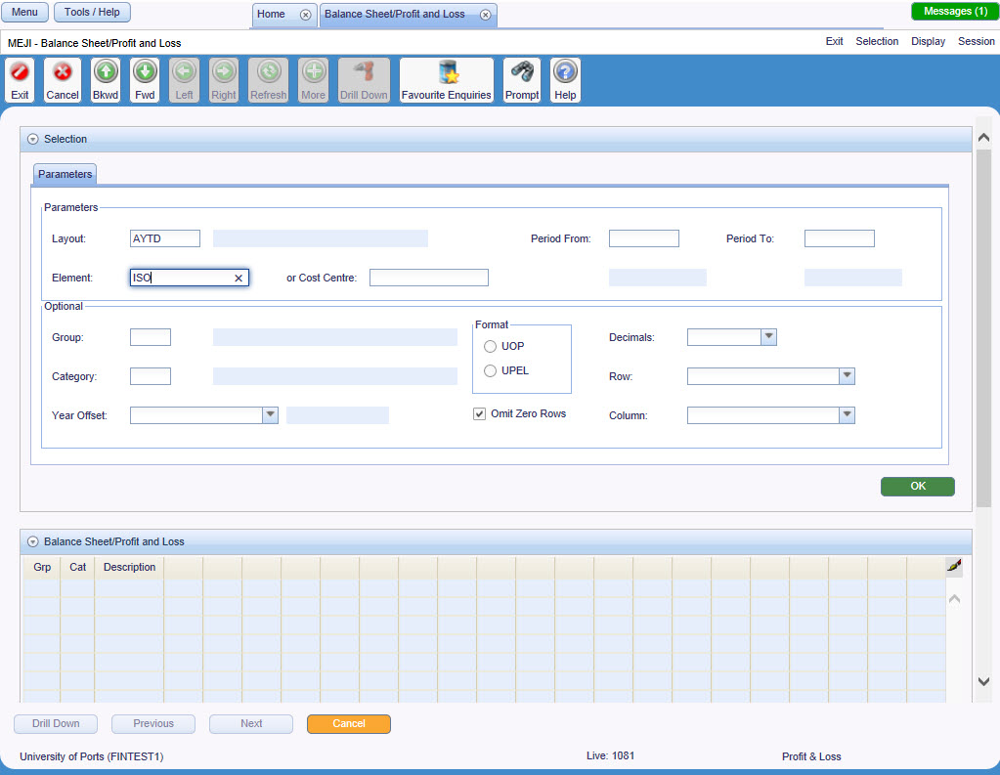 Menu Tools / Help Home Balance Sheet/Profit and Loss Messages (1)
MEJI - Balance Sheet/Profit and Loss Exit Selection Display Session
Exit Cancel Bkwd Fwd Left Right Refresh More Drill Down Favourite Enquiries Prompt Help
Selection
Parameters
Parameters
Layout: AYTD Period From: Period To:
Element: ISO or Cost Centre:
Optional
Group: Format Decimals:
UOP
Category: UPEL Row:
Year Offset: Omit Zero Rows Column:
OK
Balance Sheet/Profit and Loss
Grp Cat Description
Drill Down Previous Next Cancel
University of Ports (FINTEST1) Live: 1081 Profit & Loss